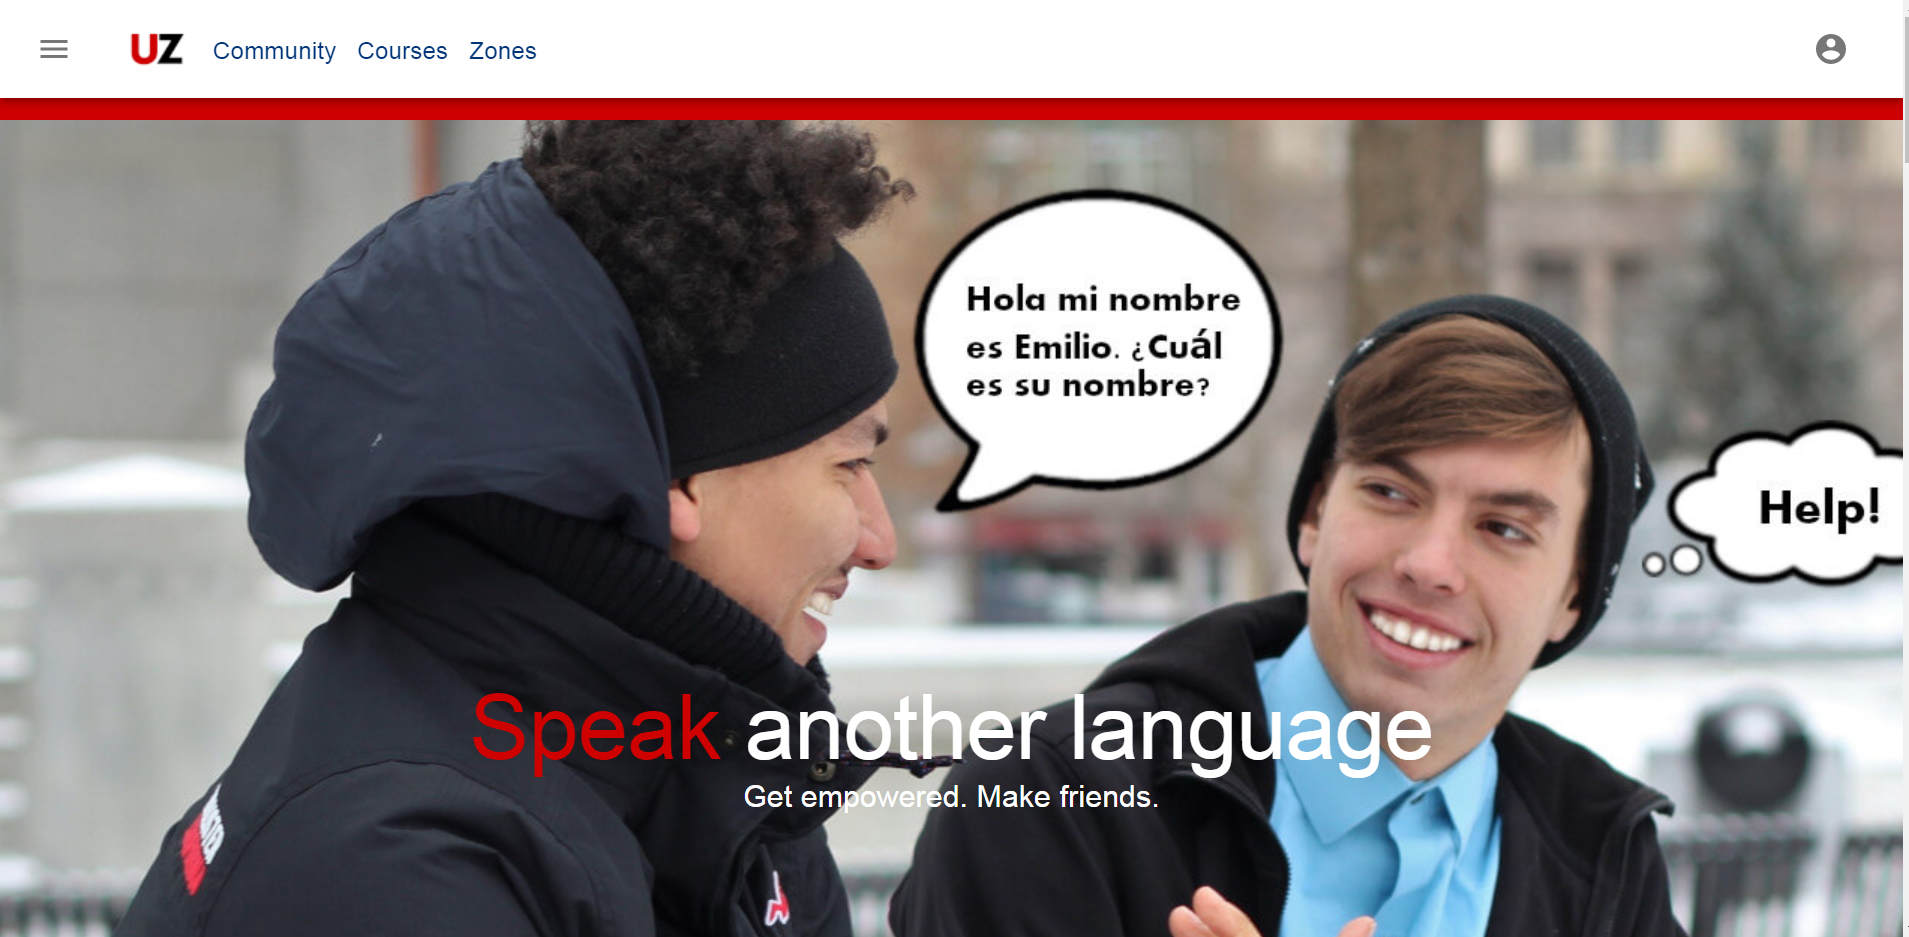 UZ Community Courses Zones
Hola mi nombre
es Emilio. ¿Cuál
es su nombre?
Help!
Speak another language
Get empowered. Make friends.